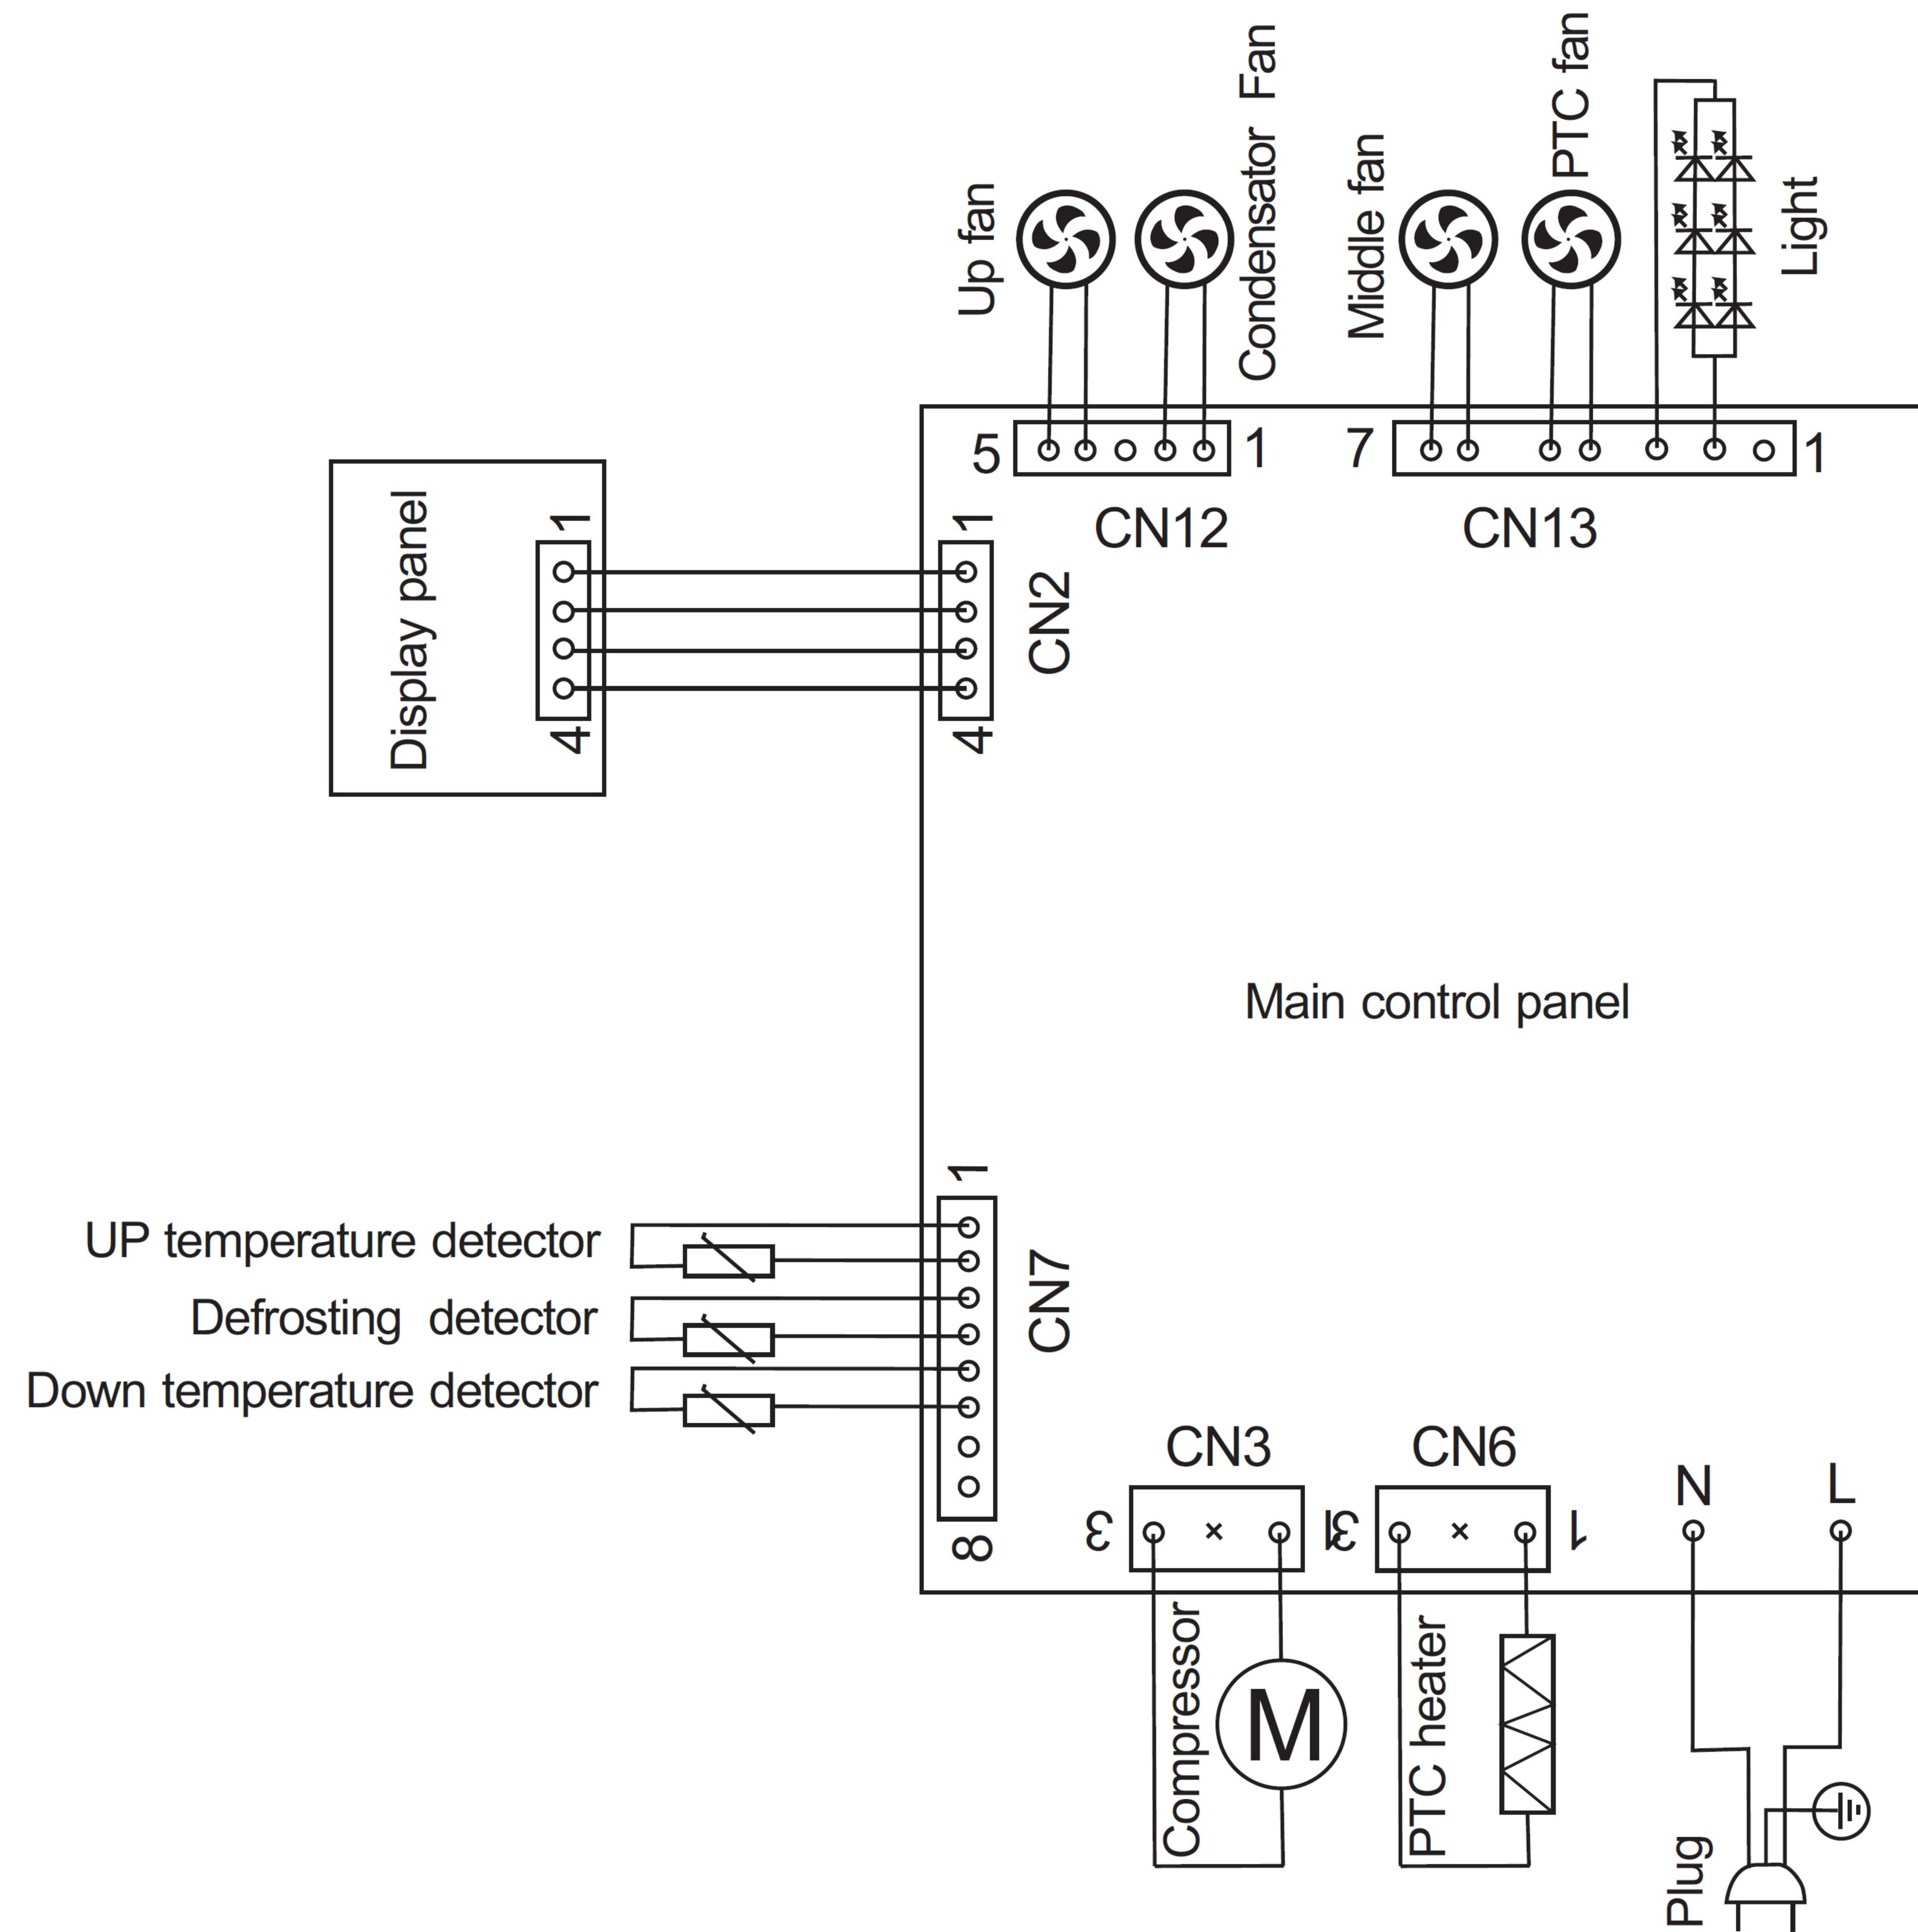 Up fan
Condensator Fan
Middle fan
PTC fan
Light
5
1
7
1
CN12
CN13
Display panel
1
4
1
4
CN2
Main control panel
1
UP temperature detector
Defrosting detector
Down temperature detector
CN7
8
CN3
CN6
N
L
3
1
3
1
Compressor
M
PTC heater
Plug